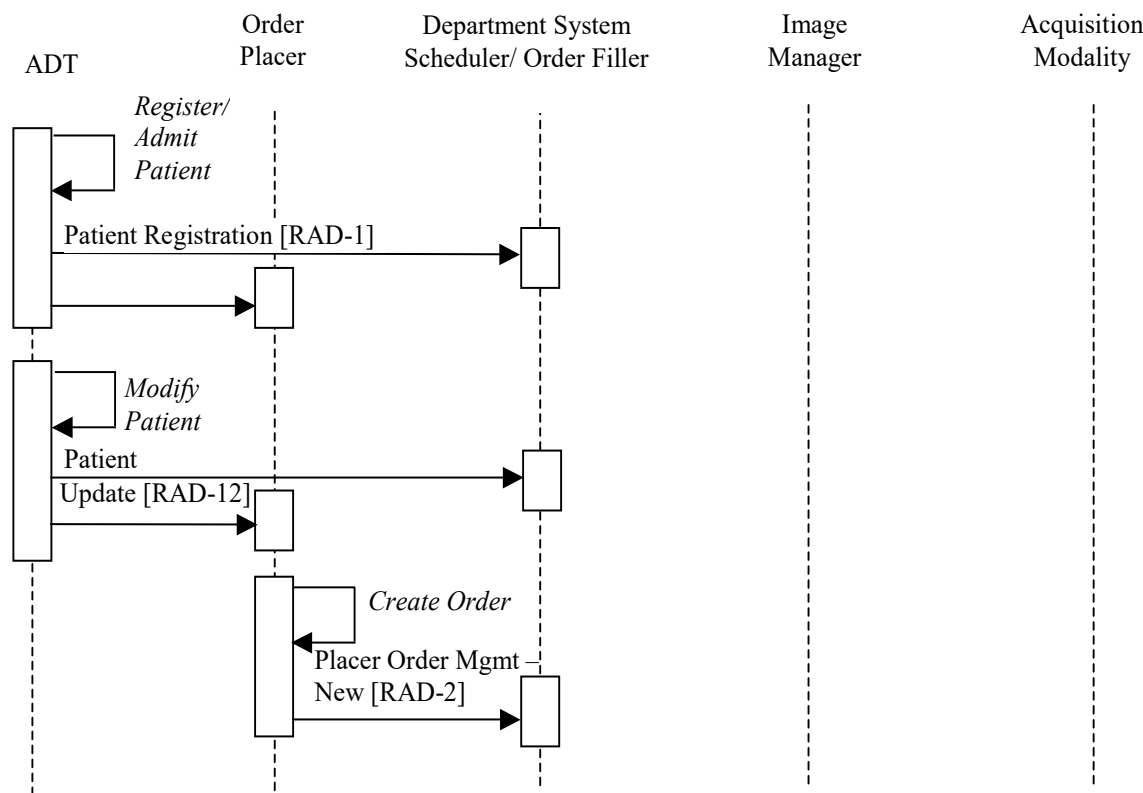 ADT
Order
Placer
Department System
Scheduler/ Order Filler
Image
Manager
Acquisition
Modality
Register/
Admit
Patient
Patient Registration [RAD-1]
Modify
Patient
Patient
Update [RAD-12]
Create Order
Placer Order Mgmt –
New [RAD-2]